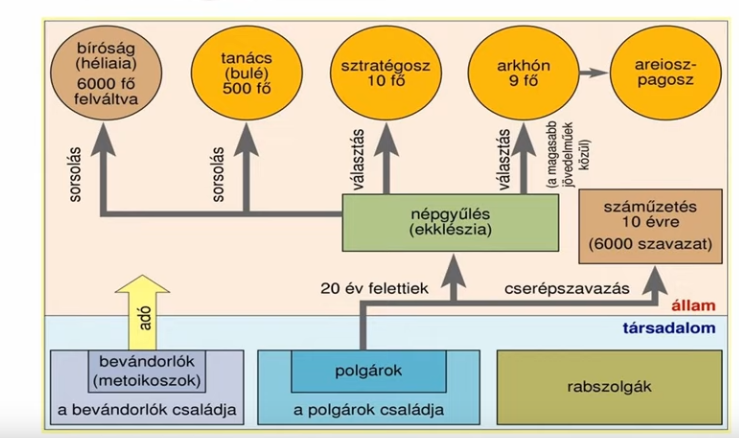 bíróság
(héliaia)
6000 fő
felváltva
tanács
(bulé)
500 fő
sztratégosz
10 fő
arkhón
9 fő
areiosz-
pagosz
sorsolás
sorsolás
választás
választás
(a magasabb
jövedelműek
közül)
népgyűlés
(ekklészia)
száműzetés
10 évre
(6000 szavazat)
20 év felettiek
cserépszavazás
állam
társadalom
adó
bevándorlók
(metoikoszok)
a bevándorlók családja
polgárok
a polgárok családja
rabszolgák